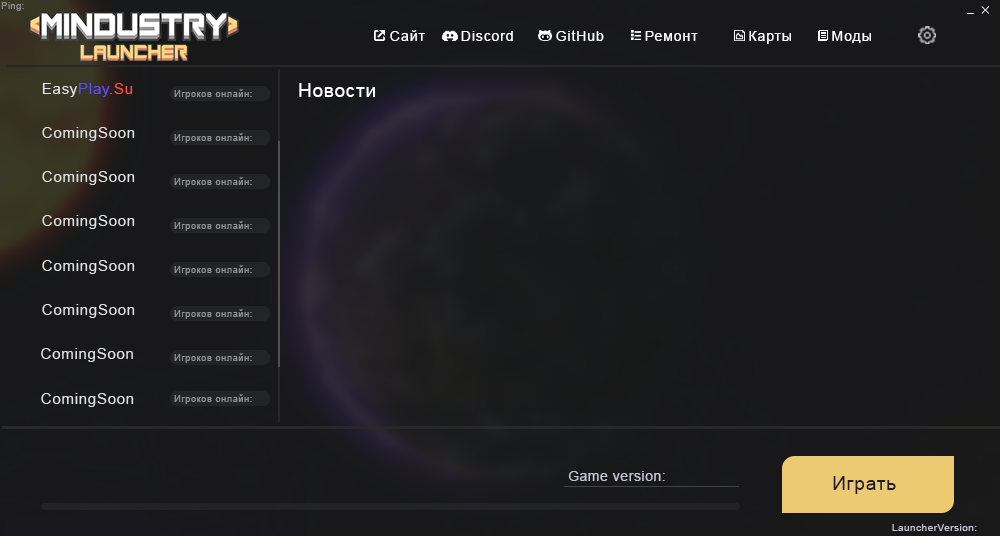 Ping:
MINDUSTRY
LAUNCHER
Сайт Discord GitHub Ремонт Карты Моды
EasyPlay.Su Игроков онлайн:
ComingSoon Игроков онлайн:
ComingSoon Игроков онлайн:
ComingSoon Игроков онлайн:
ComingSoon Игроков онлайн:
ComingSoon Игроков онлайн:
ComingSoon Игроков онлайн:
ComingSoon Игроков онлайн:
Новости
Game version:
Играть
LauncherVersion: